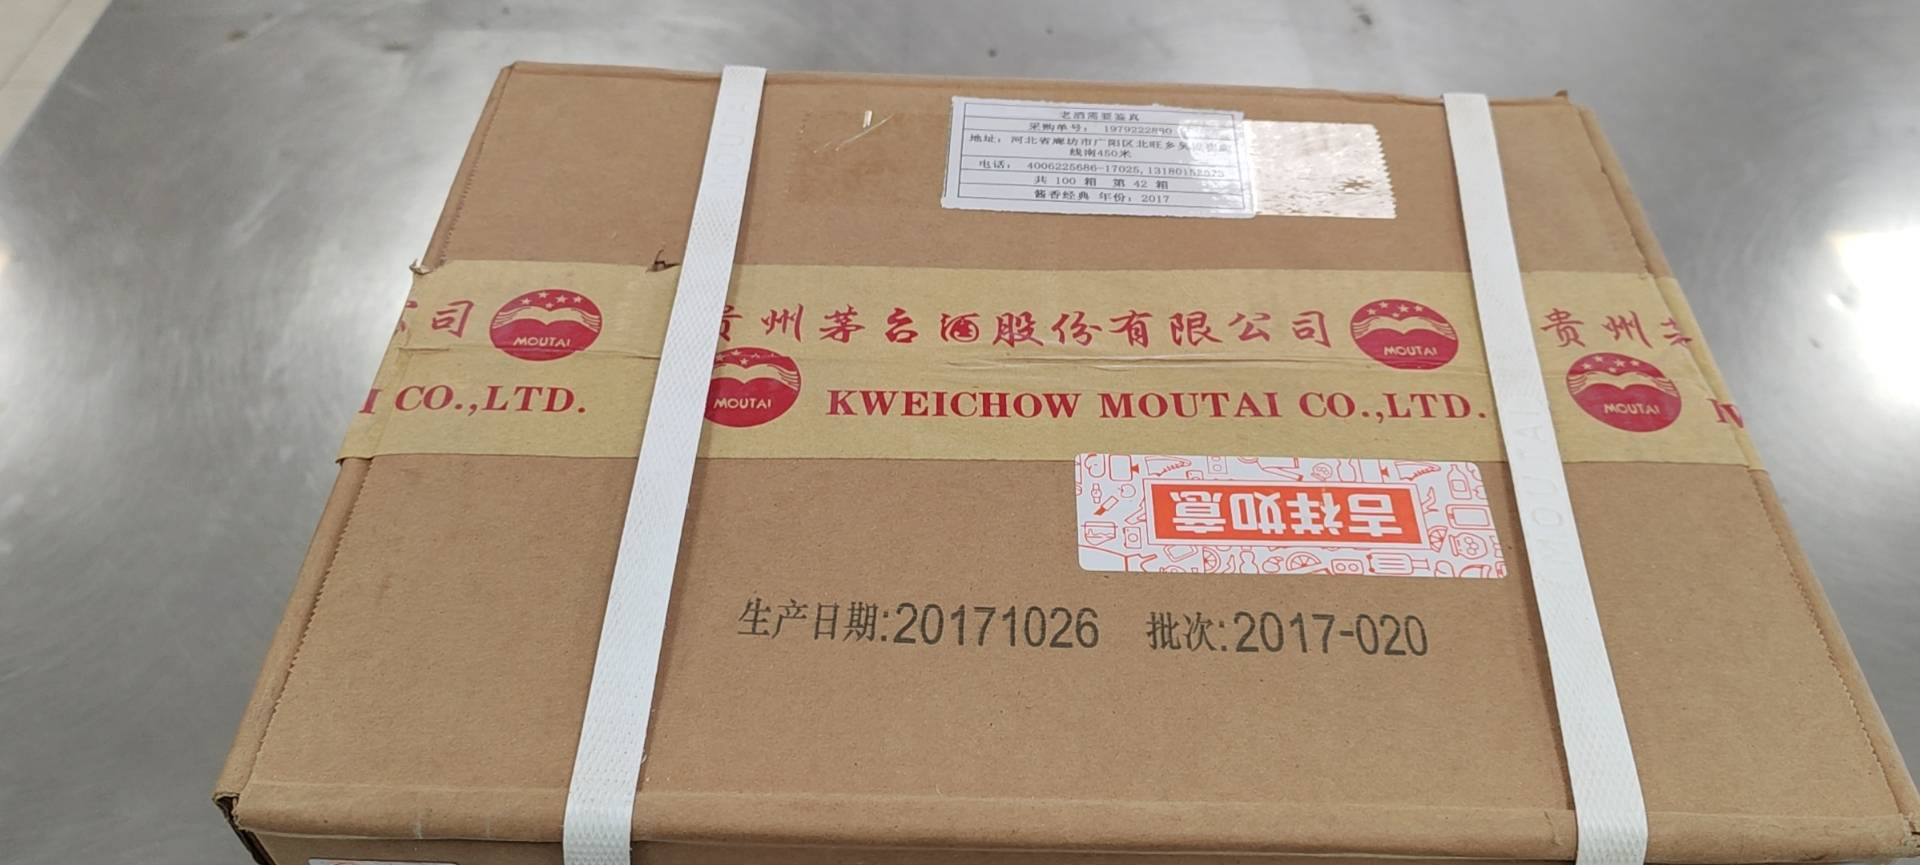 老酒需要鉴真
采购单号： 1979222890
地址： 河北省廊坊市广阳区北旺乡
线南450米
电话： 4006225686-17025,
共 100 箱 第 42 箱
酱香经典 年份：2017
公司 MOUTAI 贵州茅台酒股份有限公司 MOUTAI 贵州茅
I CO.,LTD. MOUTAI KWEICHOW MOUTAI CO.,LTD. MOUTAI
吉祥如意
生产日期:20171026 批次:2017-020
MOUTAI